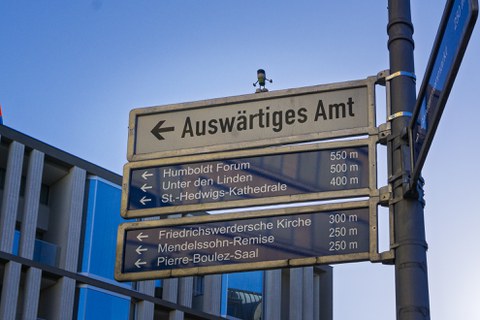 ← Auswärtiges Amt
← Humboldt Forum 550 m
← Unter den Linden 500 m
← St.-Hedwigs-Kathedrale 400 m
← Friedrichswerdersche Kirche 300 m
← Mendelssohn-Remise 250 m
← Pierre-Boulez-Saal 250 m